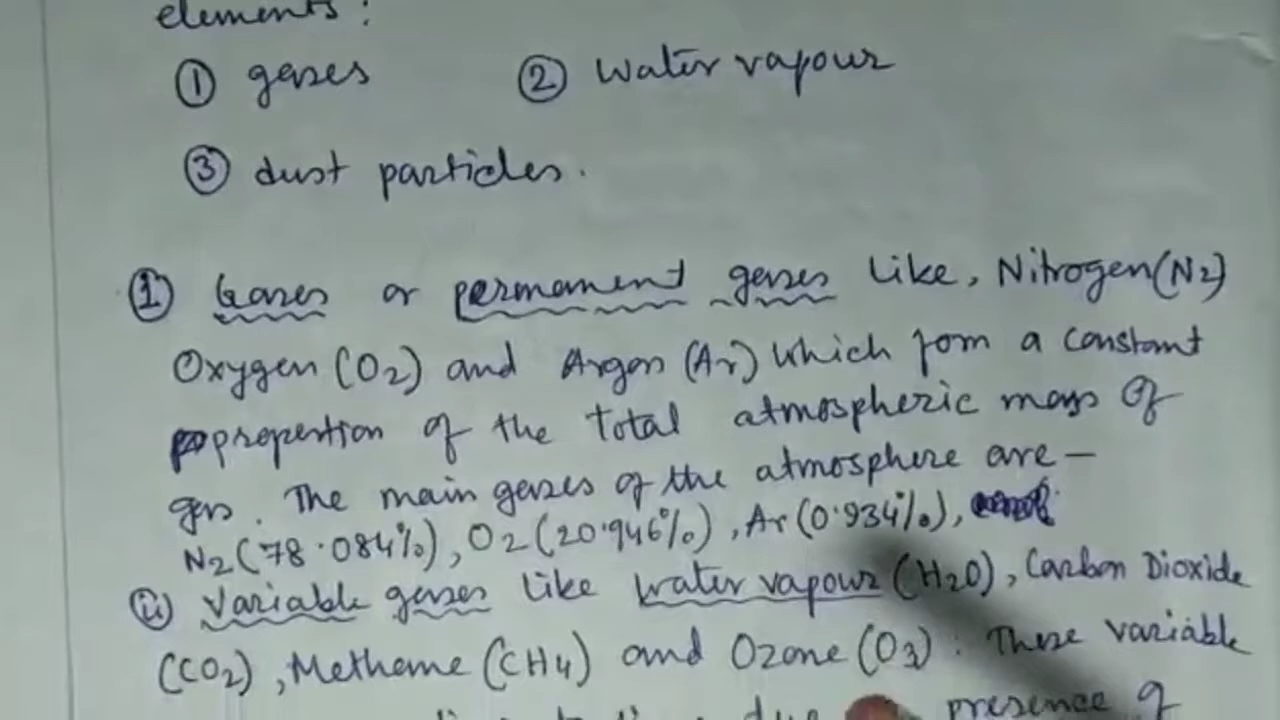 elements:
① gases ② Water vapour
③ dust particles.
① Gases or permanent gases like, Nitrogen (N2)
Oxygen (O2) and Argon (Ar) which form a constant
propertion of the total atmospheric mass of
gas. The main gases of the atmosphere are —
N2 (78.084%), O2 (20.946%), Ar (0.934%),
ii) Variable gases like water vapour (H2O), Carbon Dioxide
(CO2), Methane (CH4) and Ozone (O3). These variable
due presence of